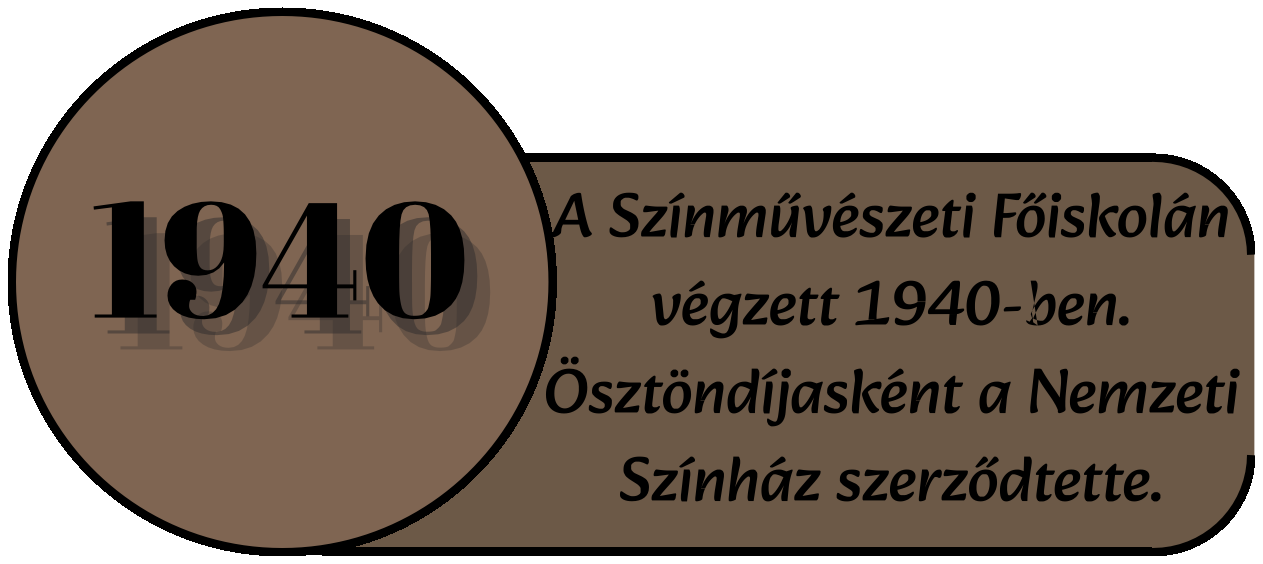 1940
A Színművészeti Főiskolán
végzett 1940-ben.
Ösztöndíjasként a Nemzeti
Színház szerződtette.